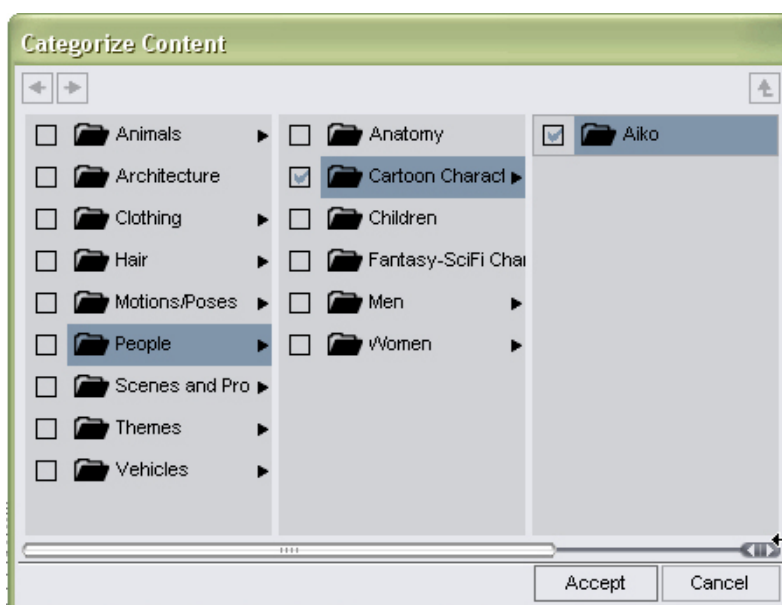 Categorize Content
Animals
Architecture
Clothing
Hair
Motions/Poses
People
Scenes and Pro
Themes
Vehicles
Anatomy
Cartoon Charact
Children
Fantasy-SciFi Char
Men
Women
Aiko
Accept
Cancel